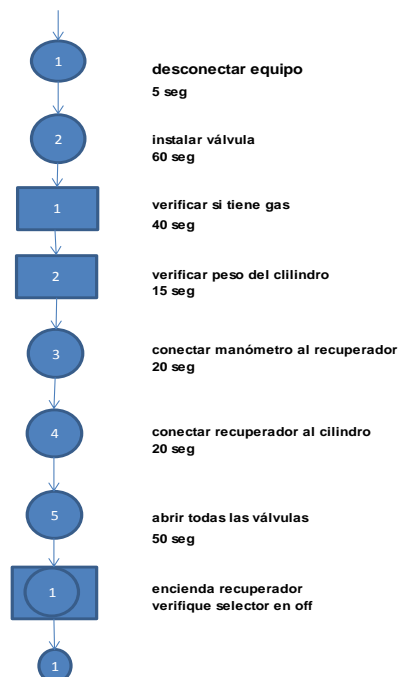 1
desconectar equipo
5 seg
2
instalar válvula
60 seg
1
verificar si tiene gas
40 seg
2
verificar peso del clilindro
15 seg
3
conectar manómetro al recuperador
20 seg
4
conectar recuperador al cilindro
20 seg
5
abrir todas las válvulas
50 seg
1
encienda recuperador
verifique selector en off
1